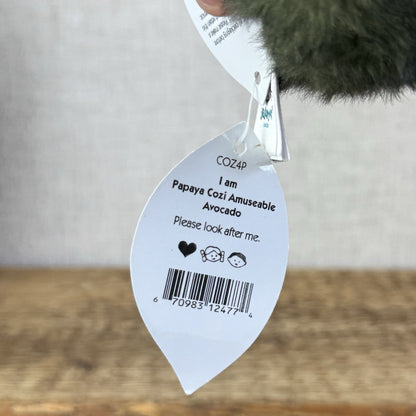 COZ4P
I am
Papaya Cozi Amuseable
Avocado
Please look after me.
6 70983 12477 4